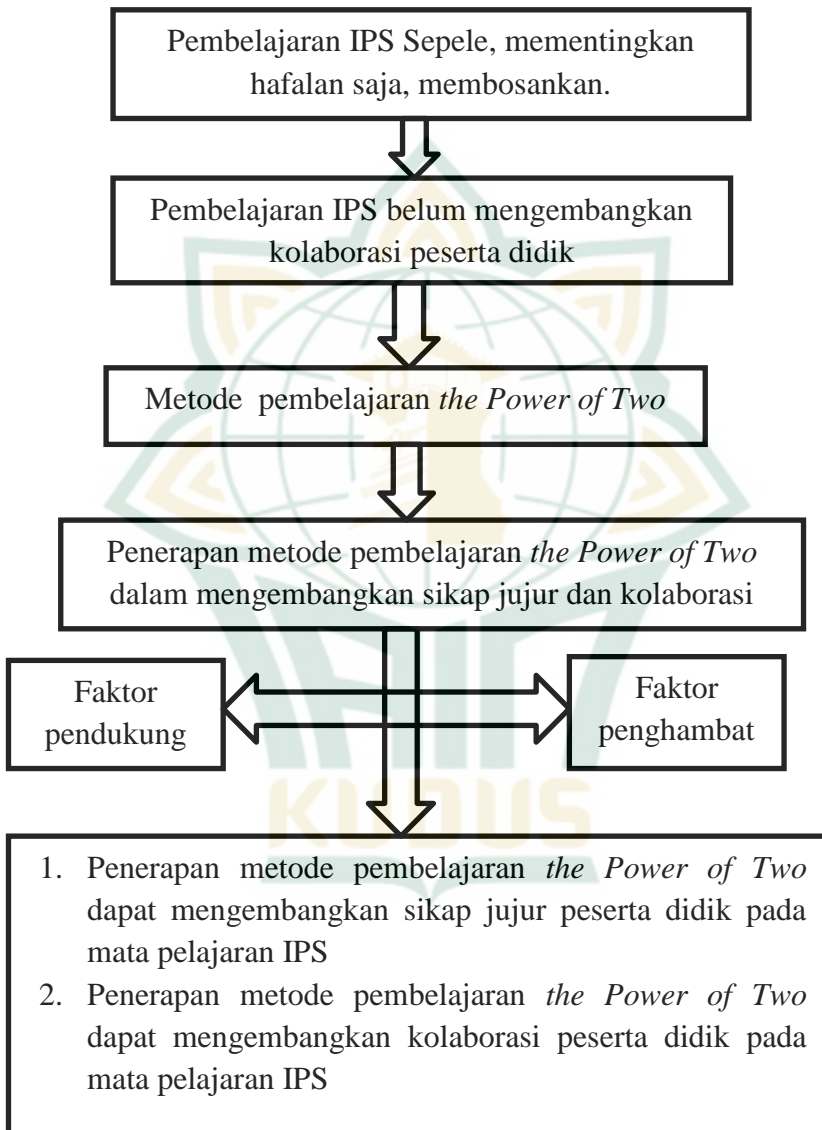 Pembelajaran IPS Sepele, mementingkan
hafalan saja, membosankan.
Pembelajaran IPS belum mengembangkan
kolaborasi peserta didik
Metode pembelajaran the Power of Two
Penerapan metode pembelajaran the Power of Two
dalam mengembangkan sikap jujur dan kolaborasi
Faktor
pendukung
Faktor
penghambat
IAIN
KUDUS
1. Penerapan metode pembelajaran the Power of Two
dapat mengembangkan sikap jujur peserta didik pada
mata pelajaran IPS
2. Penerapan metode pembelajaran the Power of Two
dapat mengembangkan kolaborasi peserta didik pada
mata pelajaran IPS